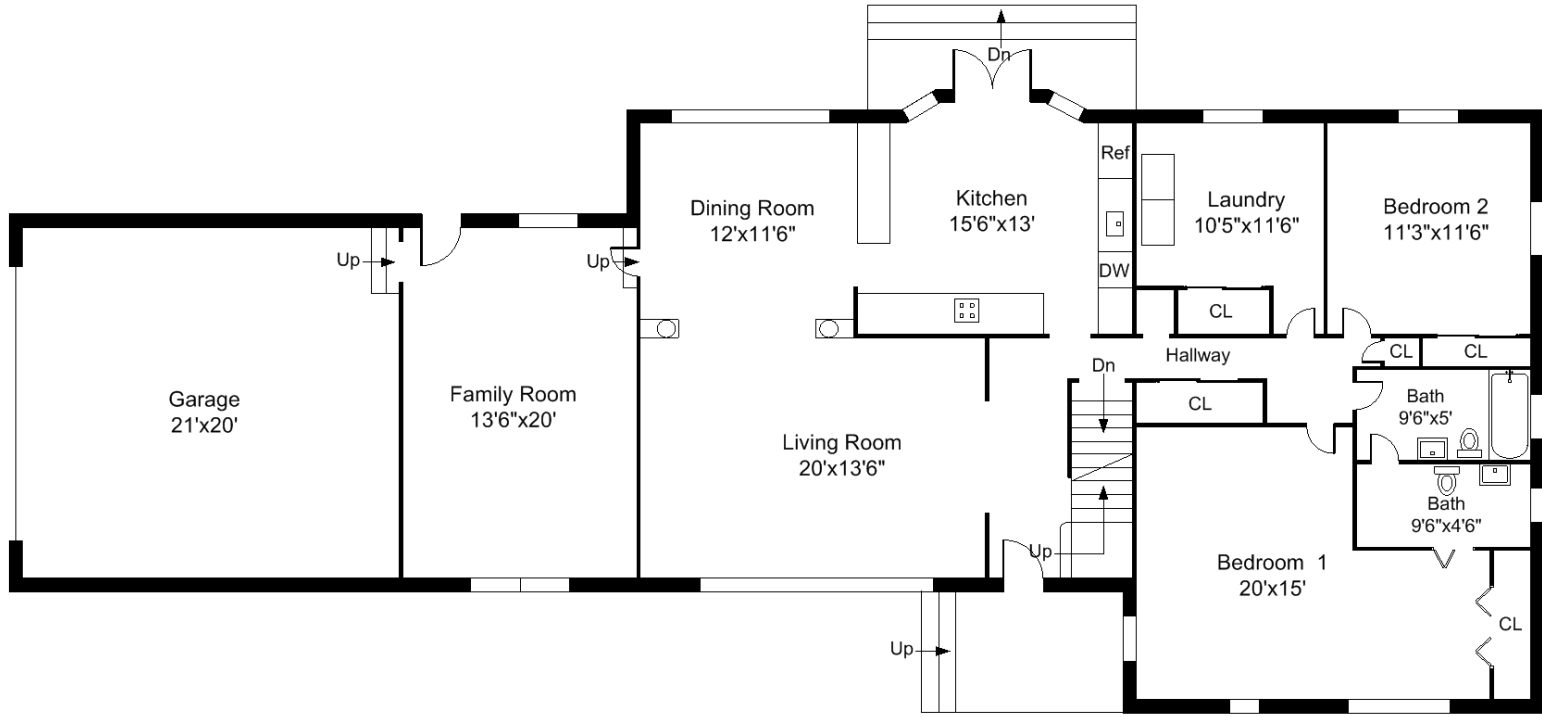 Dn
Ref
Kitchen
15'6"x13'
Laundry
10'5"x11'6"
Bedroom 2
11'3"x11'6"
Dining Room
12'x11'6"
Up
Up
DW
CL
Hallway
CL
CL
Dn
Garage
21'x20'
Family Room
13'6"x20'
CL
Bath
9'6"x5'
Living Room
20'x13'6"
Bath
9'6"x4'6"
Up
Bedroom 1
20'x15'
CL
Up